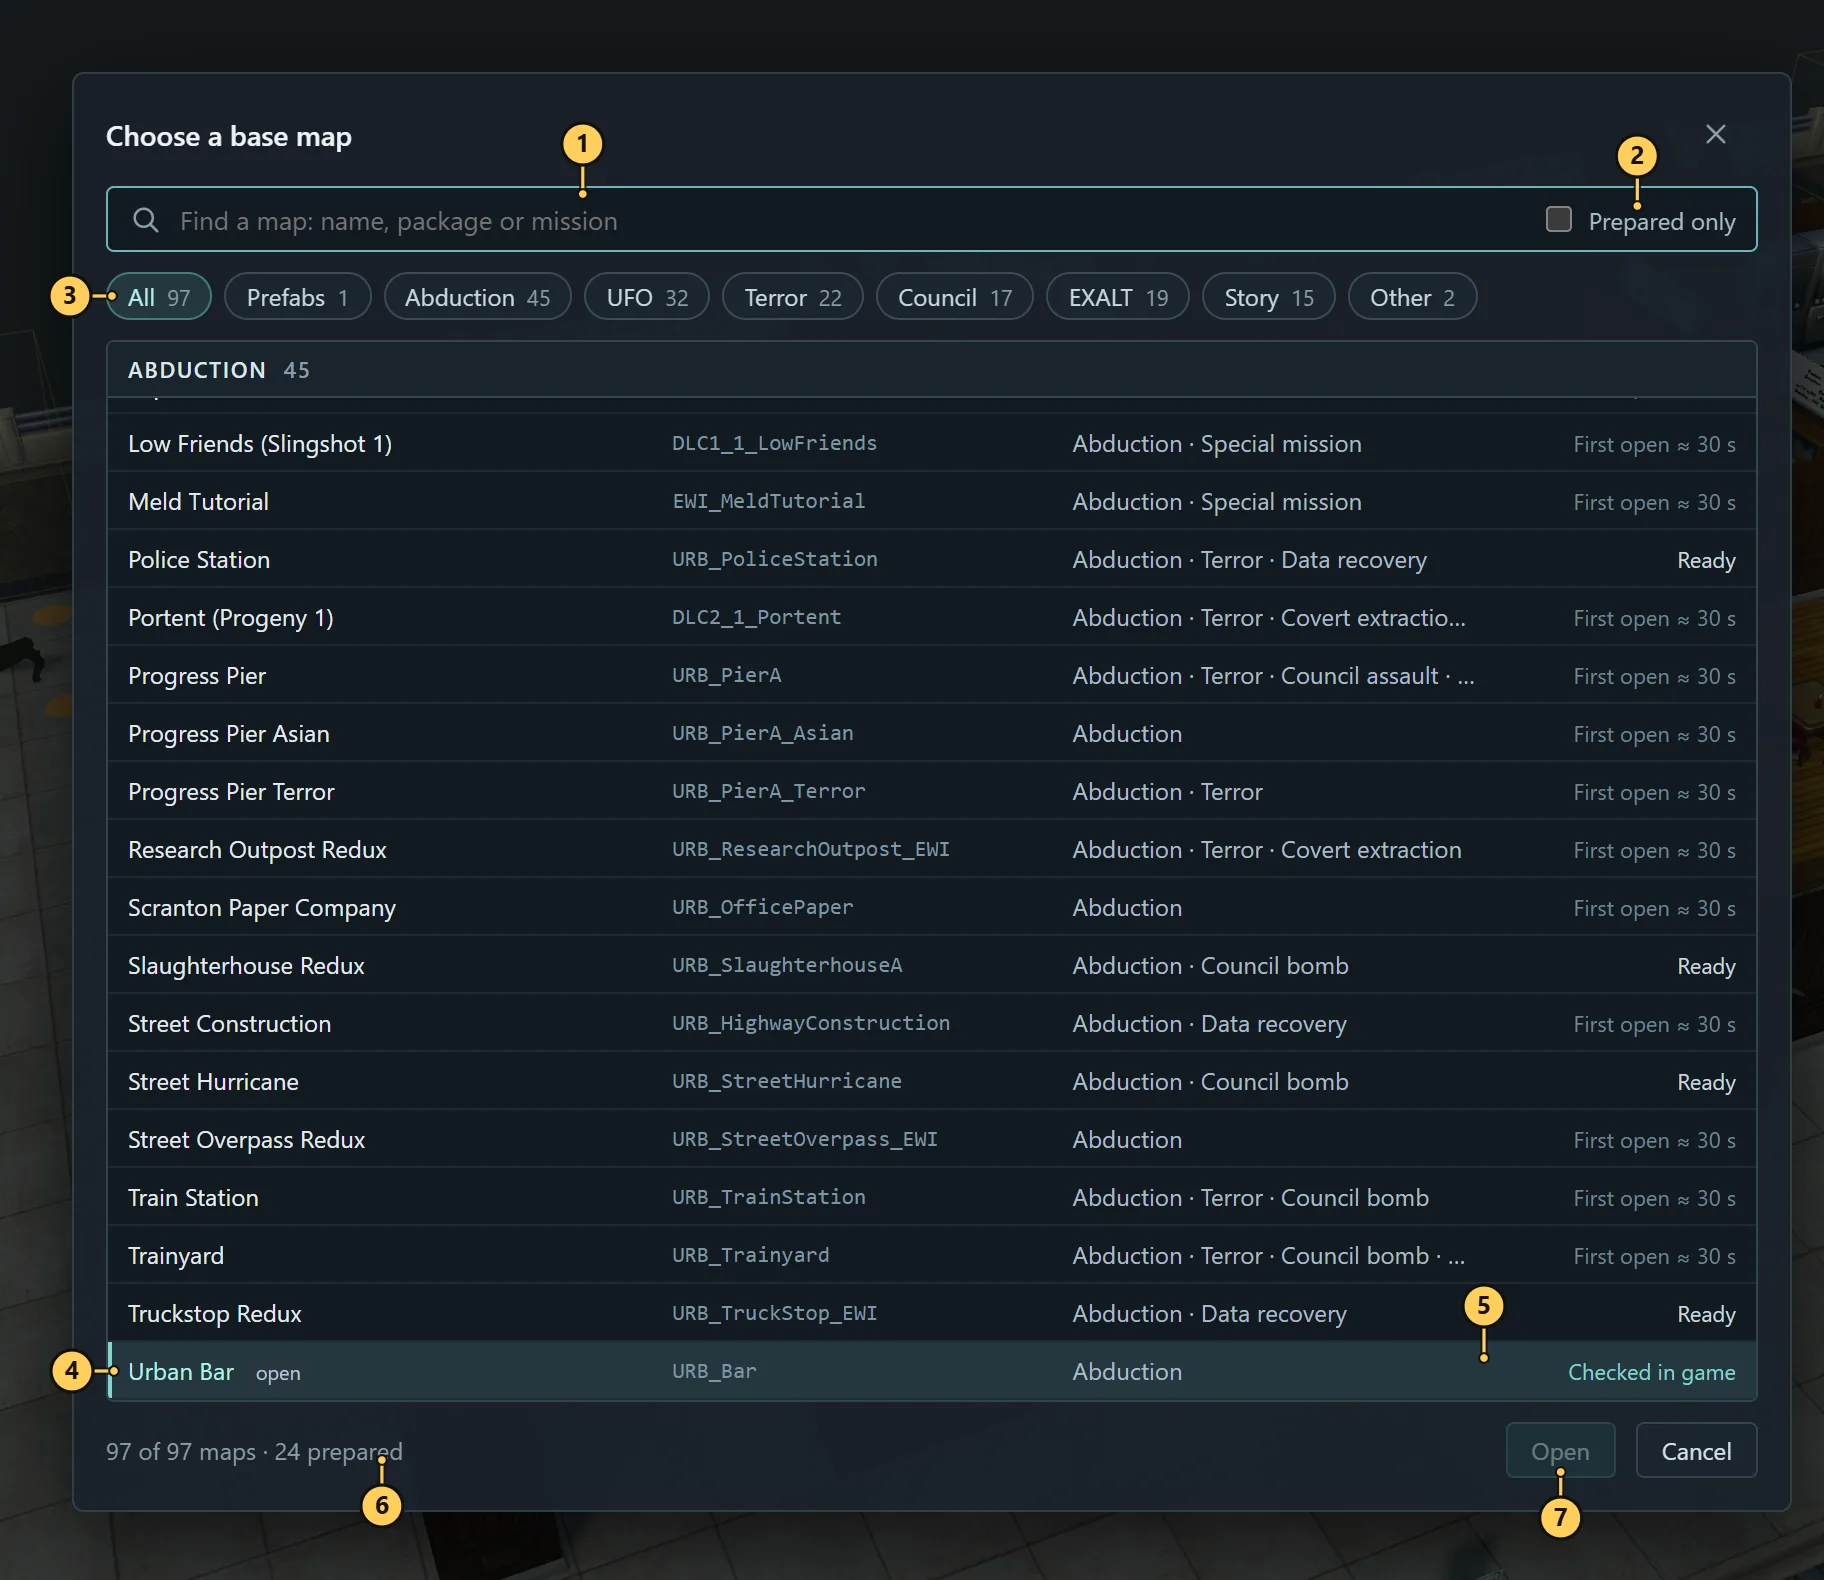 Choose a base map
1
2
Find a map: name, package or mission
Prepared only
3
All 97
Prefabs 1
Abduction 45
UFO 32
Terror 22
Council 17
EXALT 19
Story 15
Other 2
ABDUCTION 45
Low Friends (Slingshot 1) DLC1_1_LowFriends Abduction · Special mission First open ≈ 30 s
Meld Tutorial EWI_MeldTutorial Abduction · Special mission First open ≈ 30 s
Police Station URB_PoliceStation Abduction · Terror · Data recovery Ready
Portent (Progeny 1) DLC2_1_Portent Abduction · Terror · Covert extractio... First open ≈ 30 s
Progress Pier URB_PierA Abduction · Terror · Council assault · ... First open ≈ 30 s
Progress Pier Asian URB_PierA_Asian Abduction First open ≈ 30 s
Progress Pier Terror URB_PierA_Terror Abduction · Terror First open ≈ 30 s
Research Outpost Redux URB_ResearchOutpost_EWI Abduction · Terror · Covert extraction First open ≈ 30 s
Scranton Paper Company URB_OfficePaper Abduction First open ≈ 30 s
Slaughterhouse Redux URB_SlaughterhouseA Abduction · Council bomb Ready
Street Construction URB_HighwayConstruction Abduction · Data recovery First open ≈ 30 s
Street Hurricane URB_StreetHurricane Abduction · Council bomb Ready
Street Overpass Redux URB_StreetOverpass_EWI Abduction First open ≈ 30 s
Train Station URB_TrainStation Abduction · Terror · Council bomb First open ≈ 30 s
Trainyard URB_Trainyard Abduction · Terror · Council bomb · ... First open ≈ 30 s
Truckstop Redux URB_TruckStop_EWI Abduction · Data recovery Ready
5
4
Urban Bar open URB_Bar Abduction Checked in game
97 of 97 maps · 24 prepared
Open
Cancel
6
7